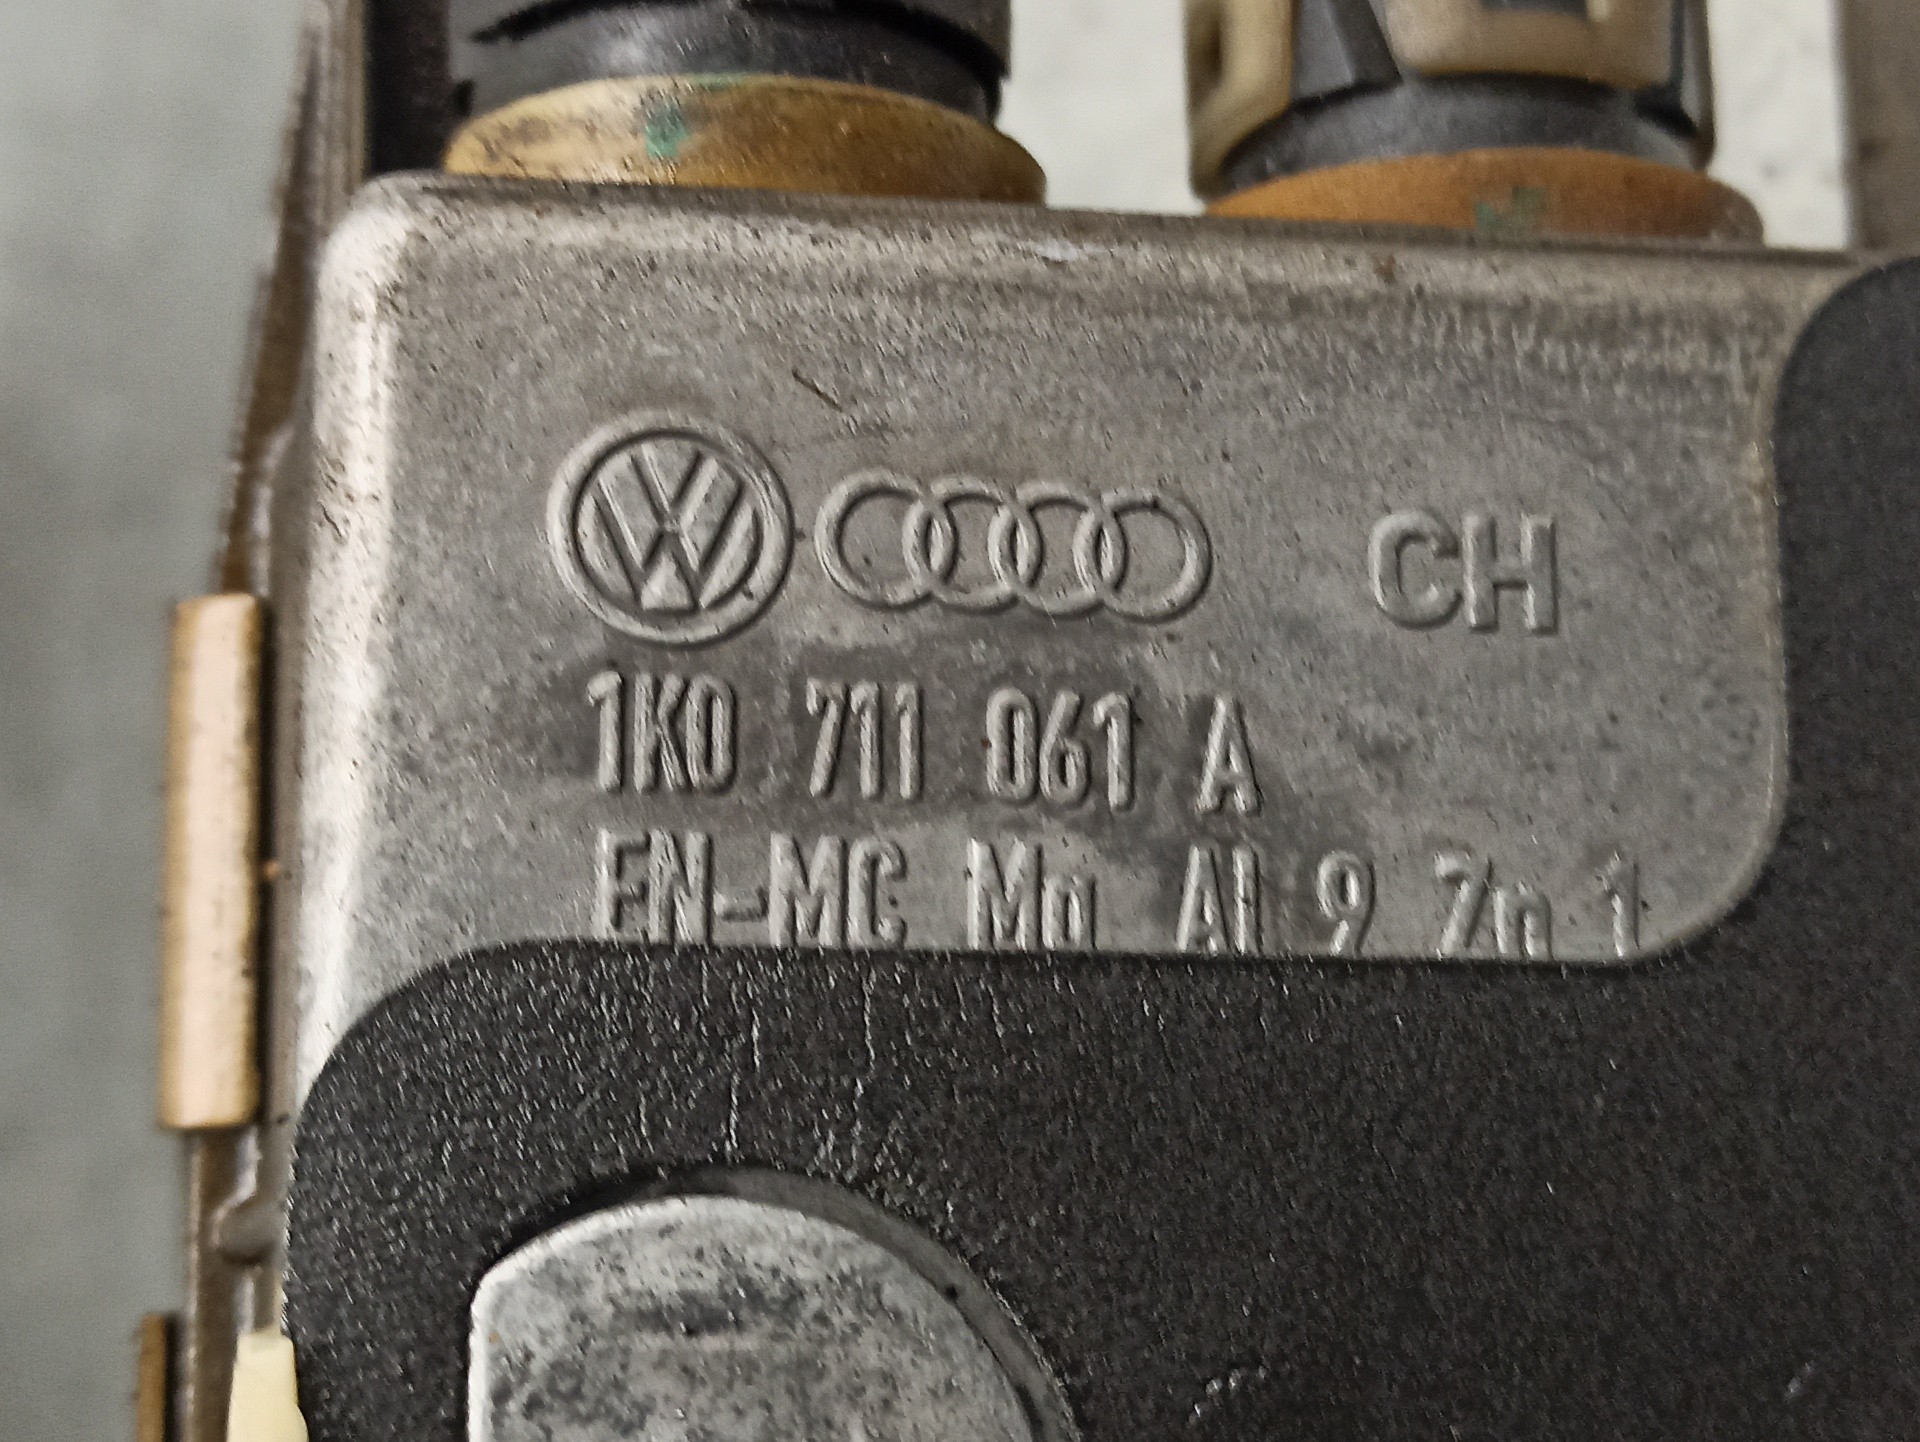 CH
1K0 711 061 A
EN-MC Mg Al 9 Zn 1